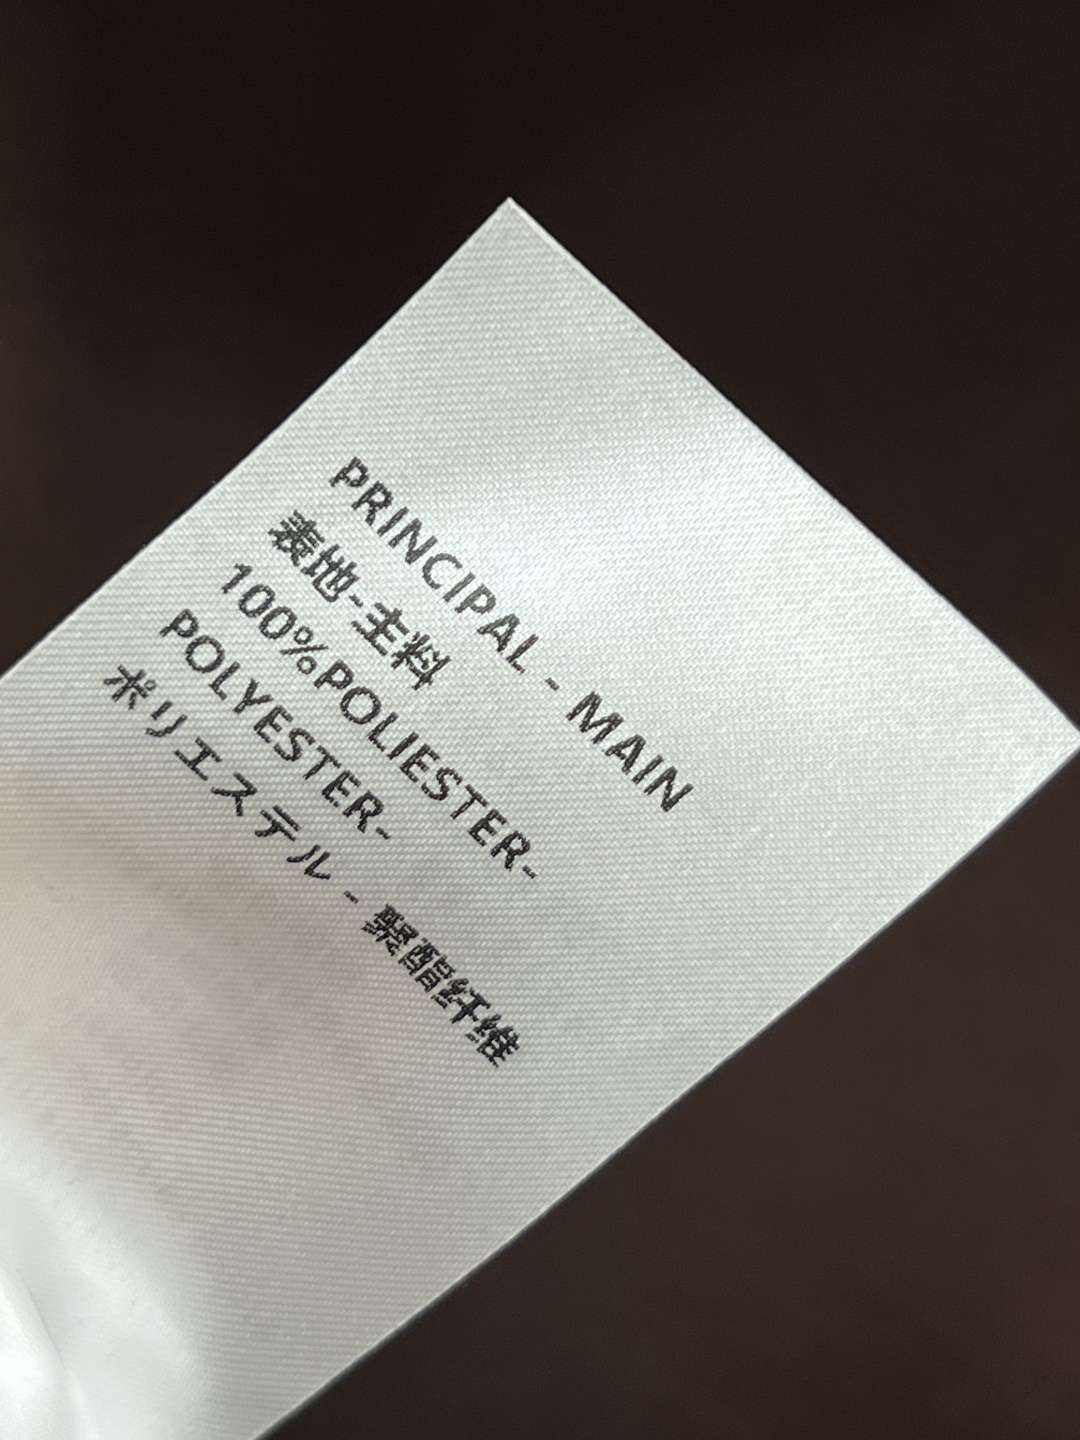 PRINCIPAL - MAIN
表地-主料
100%POLIESTER-
POLYESTER-
ポリエステル - 聚酯纤维